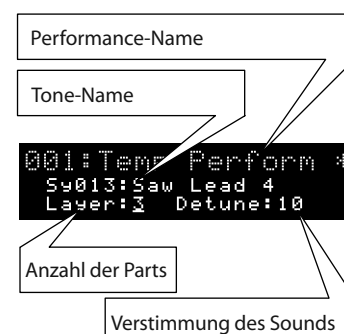 Performance-Name
Tone-Name
001:Temp Perform *
Sy013:Saw Lead 4
Layer:3 Detune:10
Anzahl der Parts
Verstimmung des Sounds